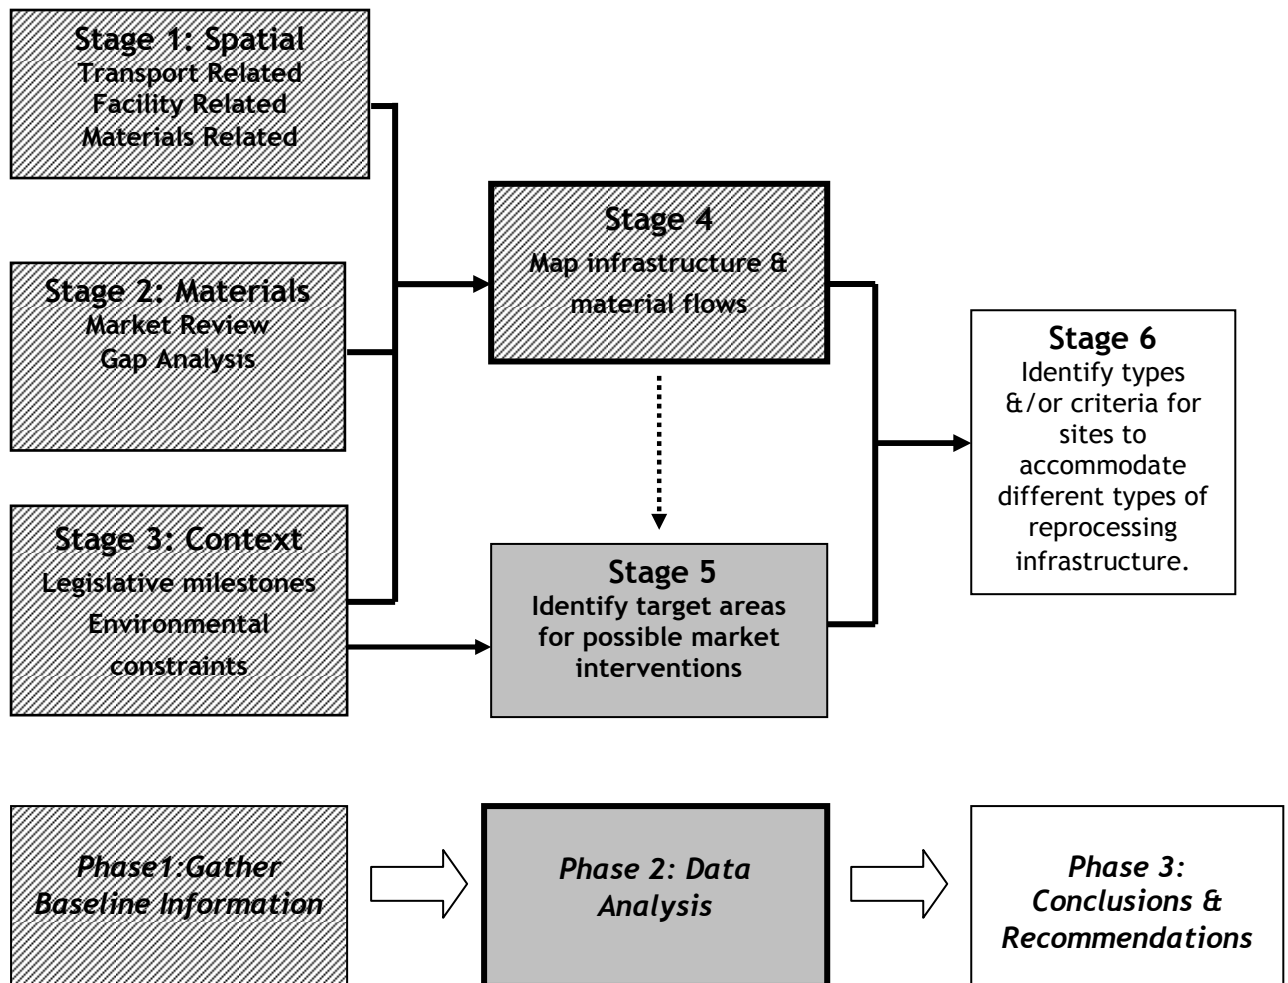 Stage 1: Spatial
Transport Related
Facility Related
Materials Related
Stage 2: Materials
Market Review
Gap Analysis
Stage 3: Context
Legislative milestones
Environmental
constraints
Stage 4
Map infrastructure &
material flows
Stage 5
Identify target areas
for possible market
interventions
Stage 6
Identify types
&/or criteria for
sites to
accommodate
different types of
reprocessing
infrastructure.
Phase1:Gather
Baseline Information
Phase 2: Data
Analysis
Phase 3:
Conclusions &
Recommendations